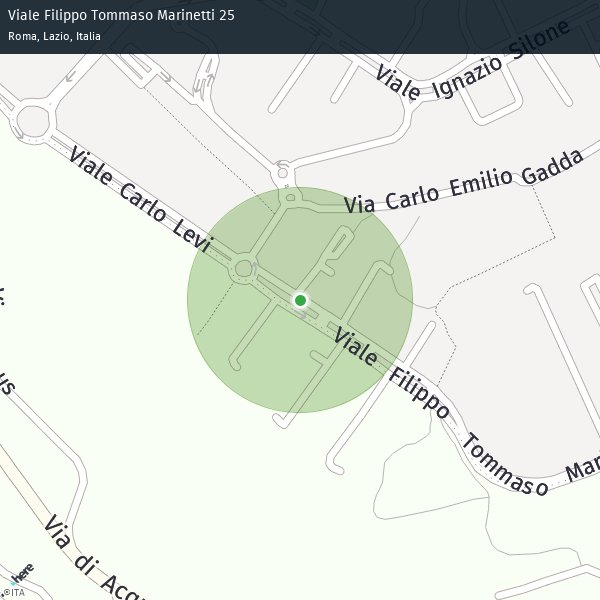 Viale Filippo Tommaso Marinetti 25
Roma, Lazio, Italia
Viale Ignazio Silone
Viale Carlo Levi
Via Carlo Emilio Gadda
Viale Filippo Tommaso Mar
us
Via di Acq
here
©ITA